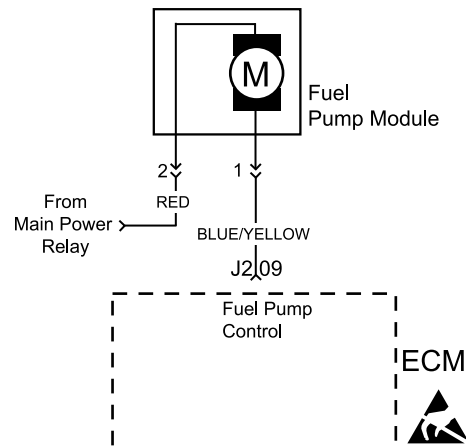 M
Fuel
Pump Module
2
1
From
Main Power
Relay
RED
BLUE/YELLOW
J2 09
Fuel Pump
Control
ECM